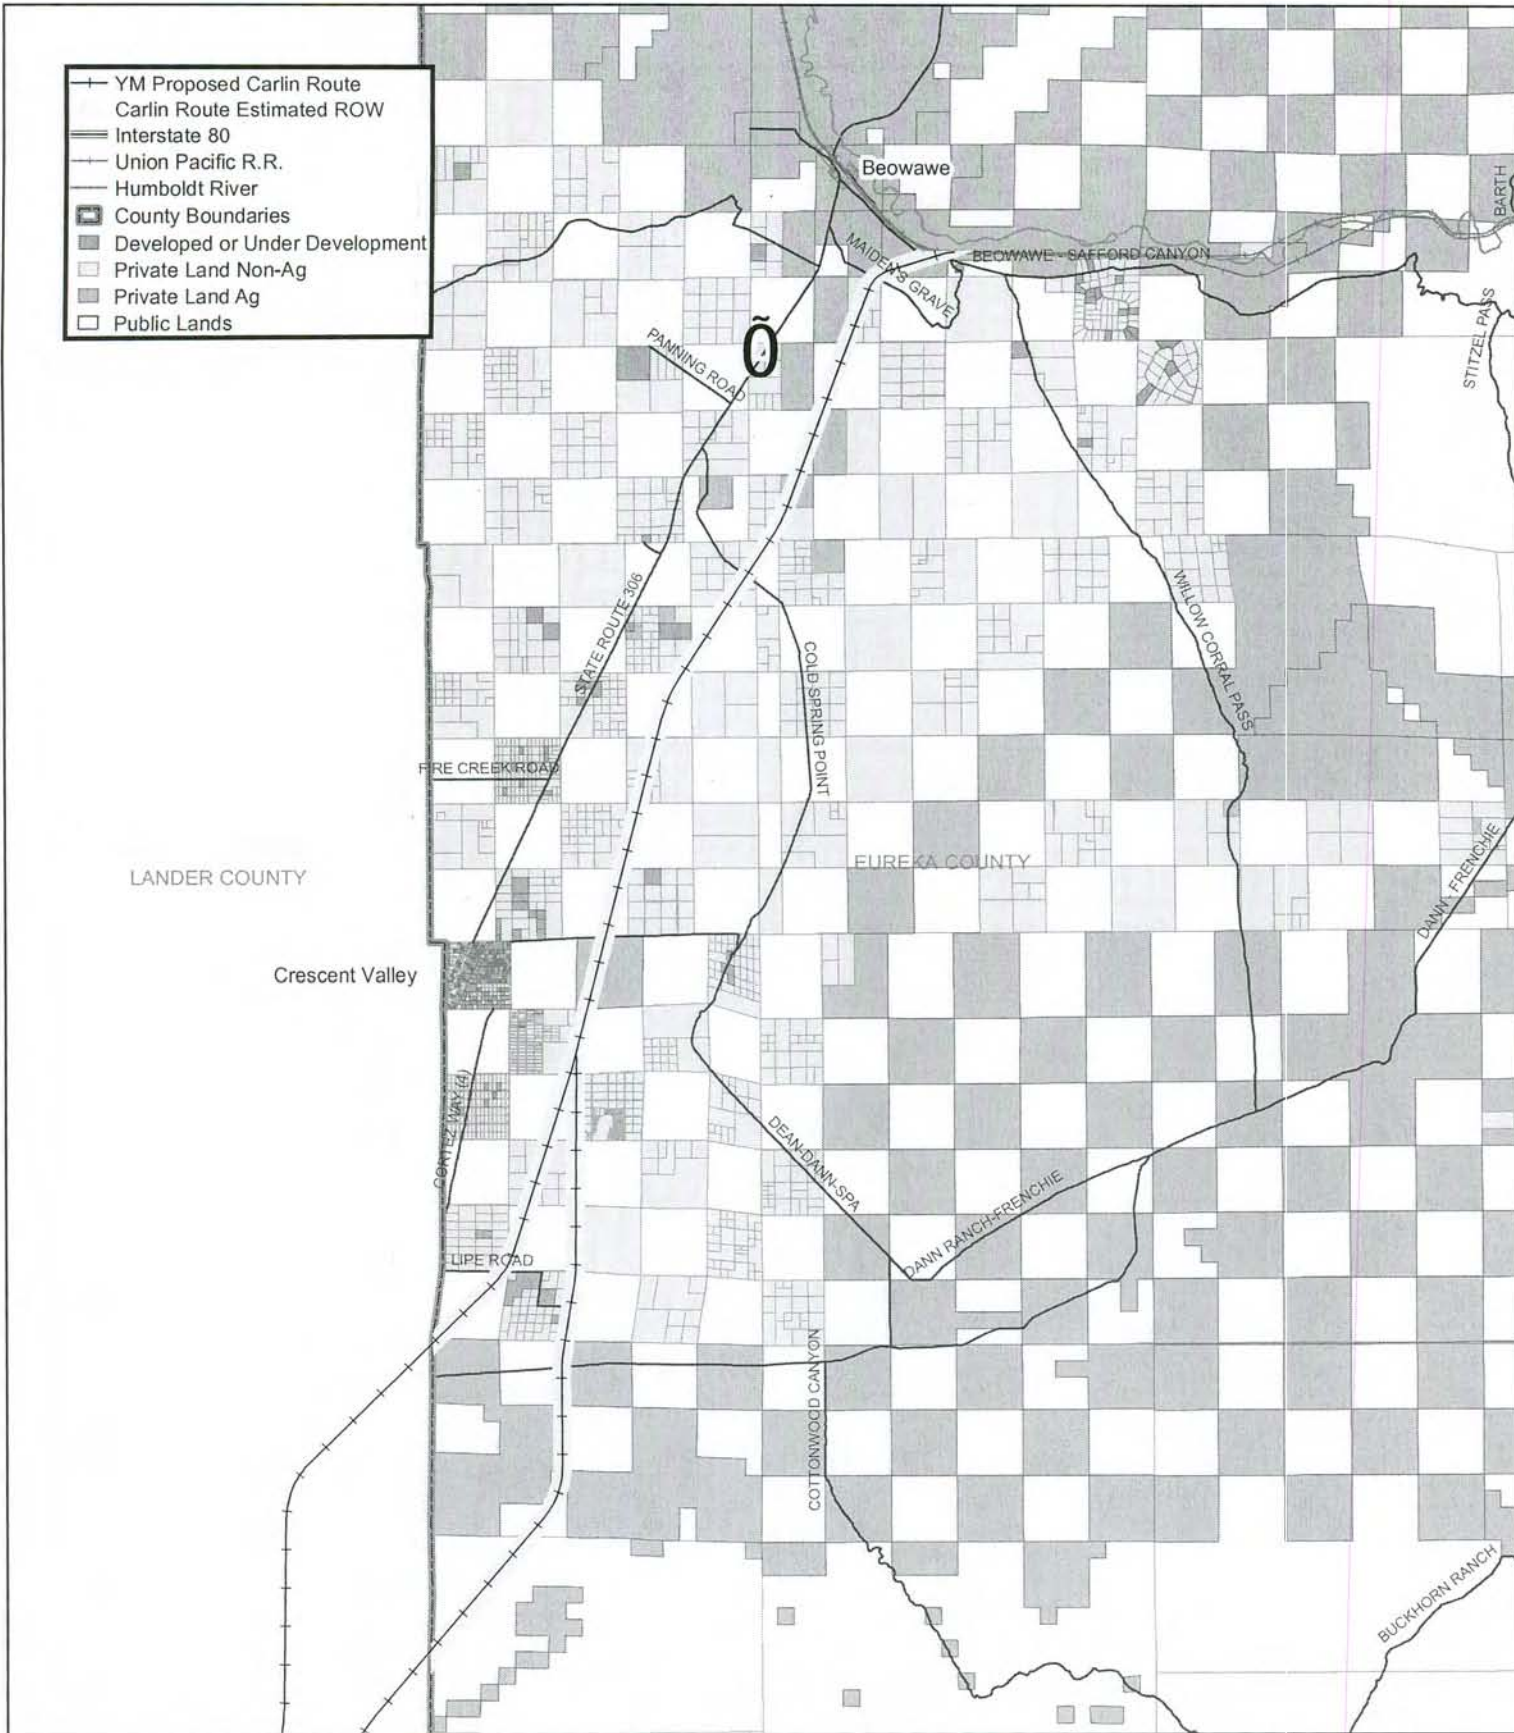 YM Proposed Carlin Route
Carlin Route Estimated ROW
Interstate 80
Union Pacific R.R.
Humboldt River
County Boundaries
Developed or Under Development
Private Land Non-Ag
Private Land Ag
Public Lands
Beowawe
BARTH
MAIDEN'S GRAVE
BEOWAWE - SAFFORD CANYON
STITZEL PASS
Õ
PANNING ROAD
STATE ROUTE 306
WILLOW CORRAL PASS
COLD SPRING POINT
FIRE CREEK ROAD
LANDER COUNTY
EUREKA COUNTY
DANN - FRENCHIE
Crescent Valley
CORTEZ WAY (4)
DEAN-DANN-SPA
DANN RANCH-FRENCHIE
LIPE ROAD
COTTONWOOD CANYON
BUCKHORN RANCH